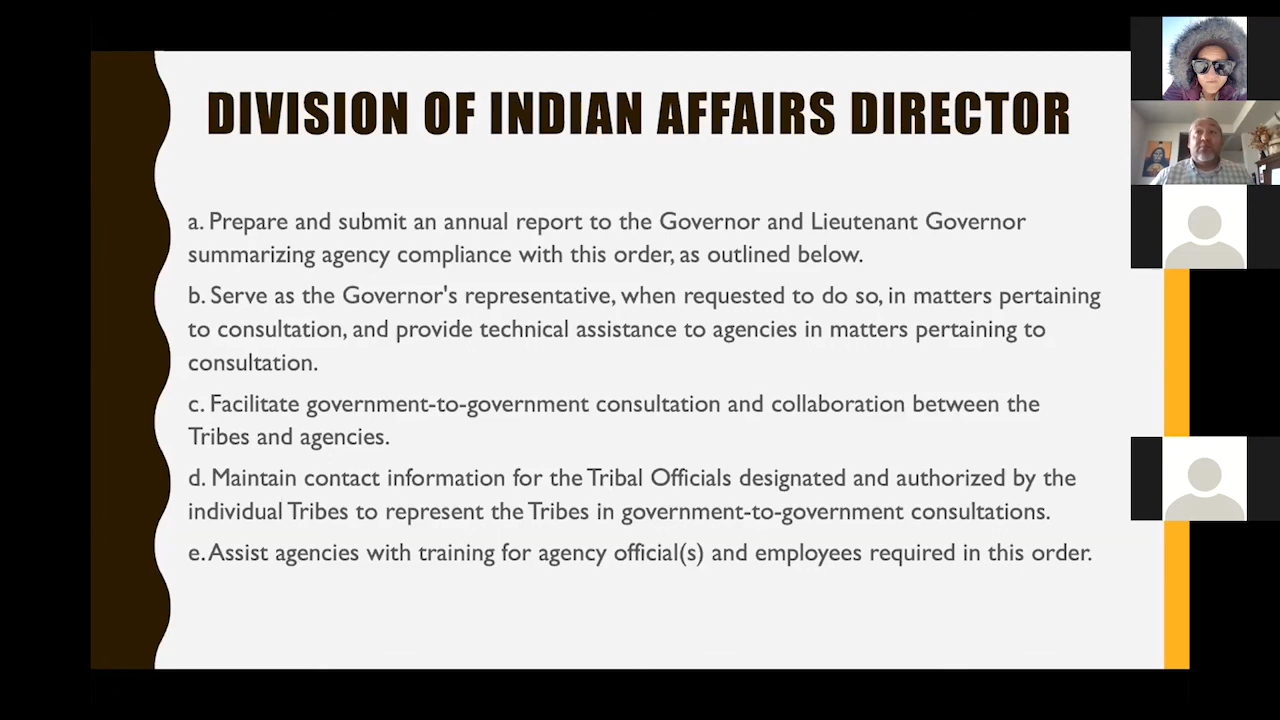 DIVISION OF INDIAN AFFAIRS DIRECTOR
a. Prepare and submit an annual report to the Governor and Lieutenant Governor
summarizing agency compliance with this order, as outlined below.
b. Serve as the Governor's representative, when requested to do so, in matters pertaining
to consultation, and provide technical assistance to agencies in matters pertaining to
consultation.
c. Facilitate government-to-government consultation and collaboration between the
Tribes and agencies.
d. Maintain contact information for the Tribal Officials designated and authorized by the
individual Tribes to represent the Tribes in government-to-government consultations.
e. Assist agencies with training for agency official(s) and employees required in this order.